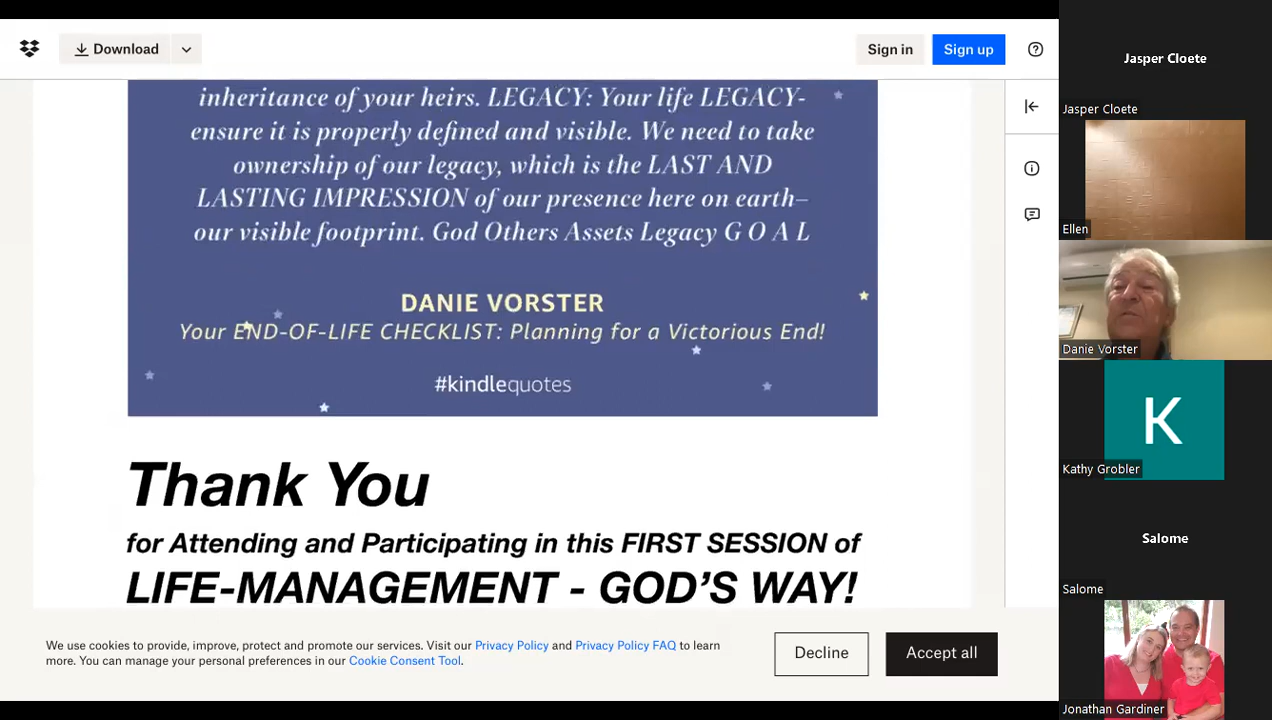 Download
Sign in
Sign up
inheritance of your heirs. LEGACY: Your life LEGACY-
ensure it is properly defined and visible. We need to take
ownership of our legacy, which is the LAST AND
LASTING IMPRESSION of our presence here on earth–
our visible footprint. God Others Assets Legacy G O A L
DANIE VORSTER
Your END-OF-LIFE CHECKLIST: Planning for a Victorious End!
#kindlequotes
Thank You
for Attending and Participating in this FIRST SESSION of
LIFE-MANAGEMENT - GOD'S WAY!
We use cookies to provide, improve, protect and promote our services. Visit our Privacy Policy and Privacy Policy FAQ to learn
more. You can manage your personal preferences in our Cookie Consent Tool.
Decline
Accept all
Jasper Cloete
Jasper Cloete
Ellen
Danie Vorster
K
Kathy Grobler
Salome
Salome
Jonathan Gardiner